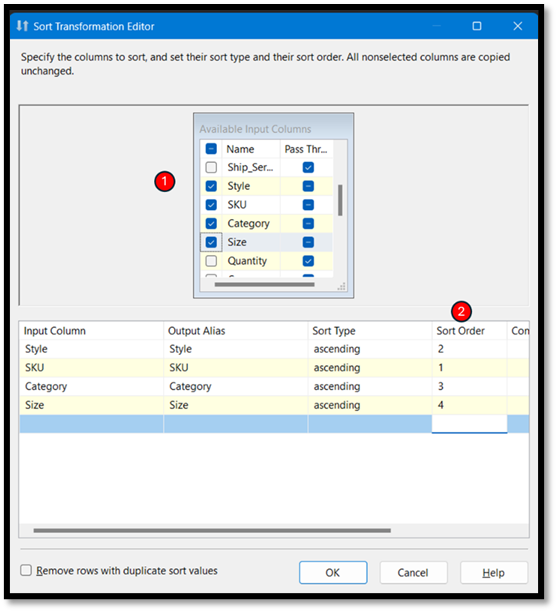 Sort Transformation Editor
Specify the columns to sort, and set their sort type and their sort order. All nonselected columns are copied
unchanged.
Available Input Columns
Name Pass Thr...
Ship_Ser...
1
Style
SKU
Category
Size
Quantity
2
Input Column Output Alias Sort Type Sort Order Con
Style Style ascending 2
SKU SKU ascending 1
Category Category ascending 3
Size Size ascending 4
Remove rows with duplicate sort values OK Cancel Help